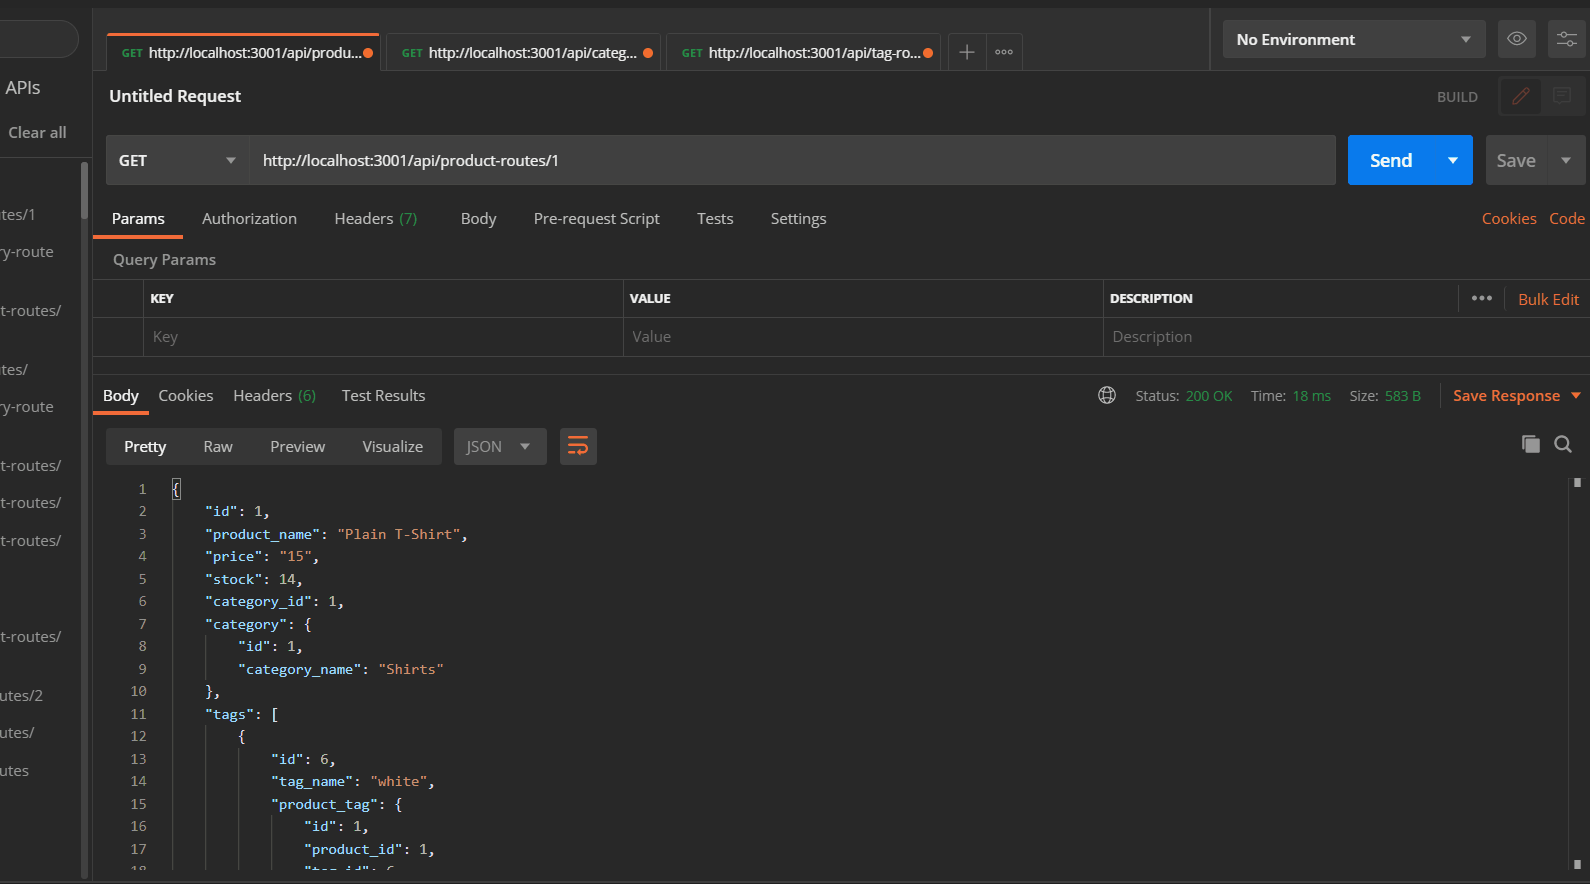 APIs
Clear all
tes/1
ry-route
t-routes/
tes/
ry-route
t-routes/
t-routes/
t-routes/
t-routes/
utes/2
utes/
utes
GET http://localhost:3001/api/produ...
GET http://localhost:3001/api/categ...
GET http://localhost:3001/api/tag-ro...
No Environment
Untitled Request
BUILD
GET
http://localhost:3001/api/product-routes/1
Send
Save
Params Authorization Headers (7) Body Pre-request Script Tests Settings
Cookies Code
Query Params
KEY VALUE DESCRIPTION
Bulk Edit
Key Value Description
Body Cookies Headers (6) Test Results
Status: 200 OK Time: 18 ms Size: 583 B
Save Response
Pretty Raw Preview Visualize
JSON
1 {
2 "id": 1,
3 "product_name": "Plain T-Shirt",
4 "price": "15",
5 "stock": 14,
6 "category_id": 1,
7 "category": {
8 "id": 1,
9 "category_name": "Shirts"
10 },
11 "tags": [
12 {
13 "id": 6,
14 "tag_name": "white",
15 "product_tag": {
16 "id": 1,
17 "product_id": 1,
18 "tag_id": 6